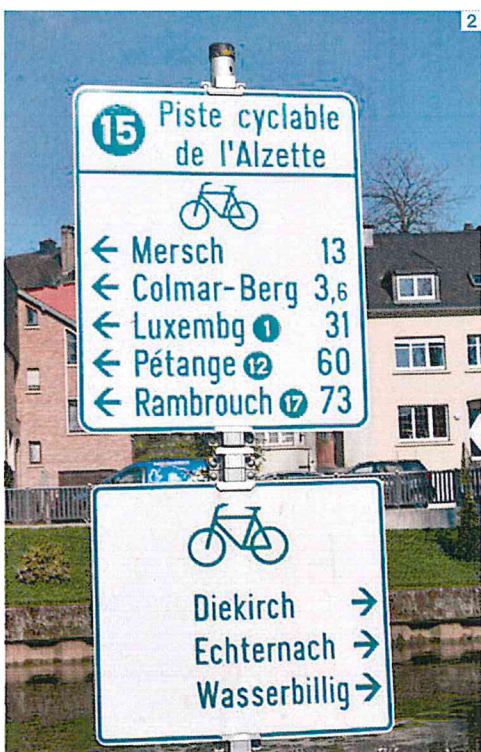 2
15 Piste cyclable
de l'Alzette
← Mersch 13
← Colmar-Berg 3,6
← Luxembg 1 31
← Pétange 12 60
← Rambrouch 17 73
Diekirch →
Echternach →
Wasserbillig →